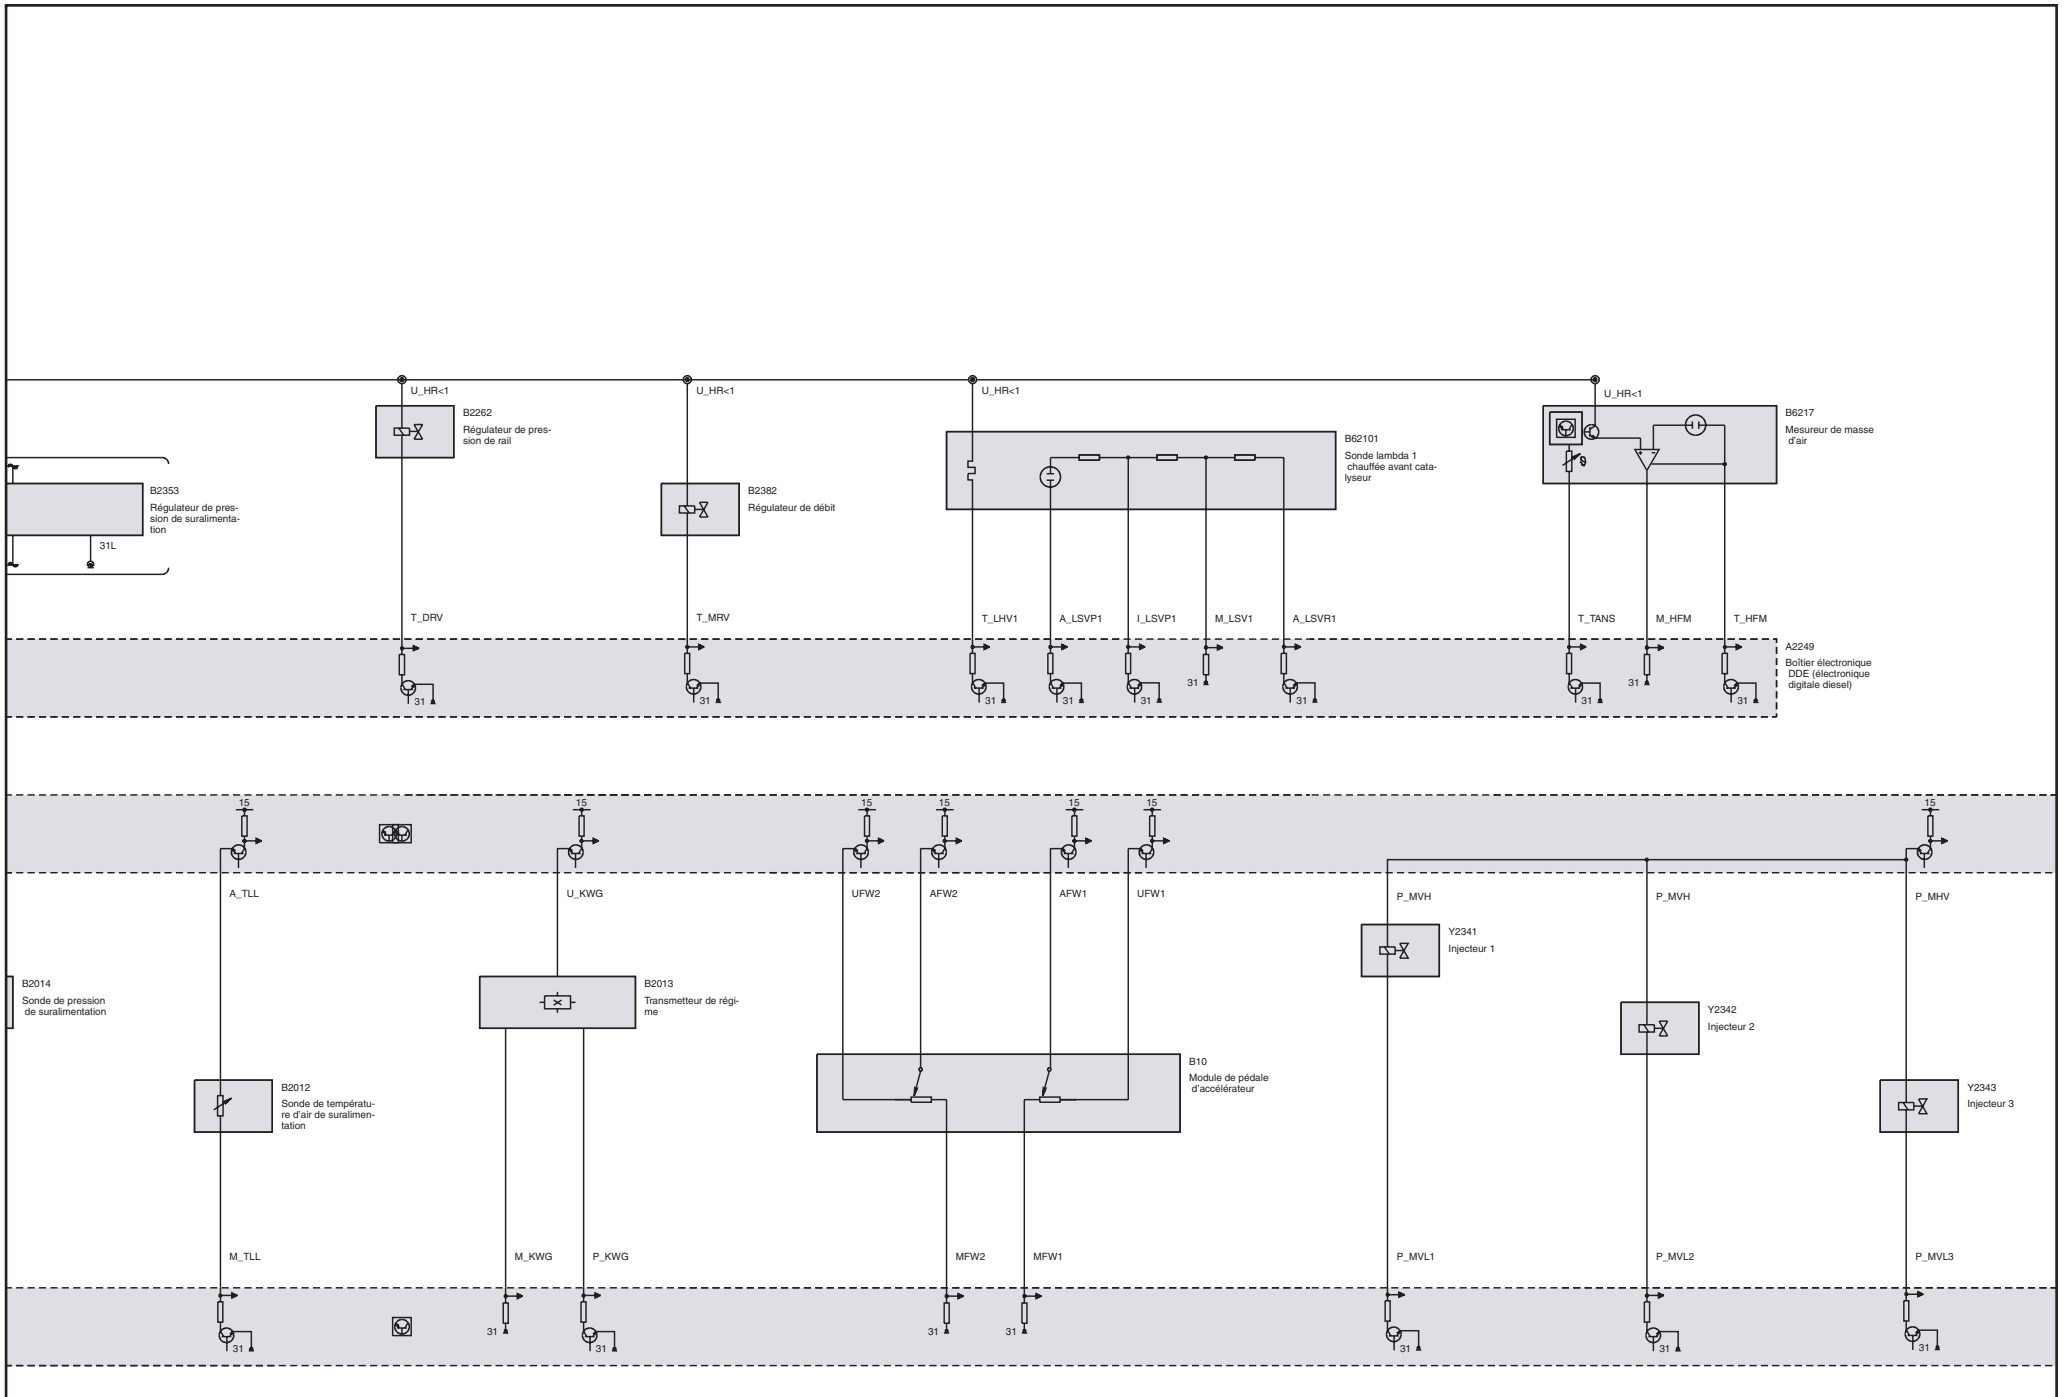 U_HR<1
U_HR<1
U_HR<1
U_HR<1
B2262
Régulateur de pres-
sion de rail
B6217
Mesureur de masse
d'air
B62101
Sonde lambda 1
chauffée avant cata-
lyseur
B2353
Régulateur de pres-
sion de suralimenta-
tion
31L
B2382
Régulateur de débit
T_DRV
T_MRV
T_LHV1
A_LSVP1
I_LSVP1
M_LSV1
A_LSVR1
T_TANS
M_HFM
T_HFM
A2249
Boîtier électronique
DDE (électronique
digitale diesel)
31
31
31
31
31
31
31
31
31
31
15
15
15
15
15
15
15
A_TLL
U_KWG
UFW2
AFW2
AFW1
UFW1
P_MVH
P_MVH
P_MHV
Y2341
Injecteur 1
B2014
Sonde de pression
de suralimentation
B2013
Transmetteur de régi-
me
Y2342
Injecteur 2
B10
Module de pédale
d'accélérateur
B2012
Sonde de températu-
re d'air de suralimen-
tation
Y2343
Injecteur 3
M_TLL
M_KWG
P_KWG
MFW2
MFW1
P_MVL1
P_MVL2
P_MVL3
31
31
31
31
31
31
31
31